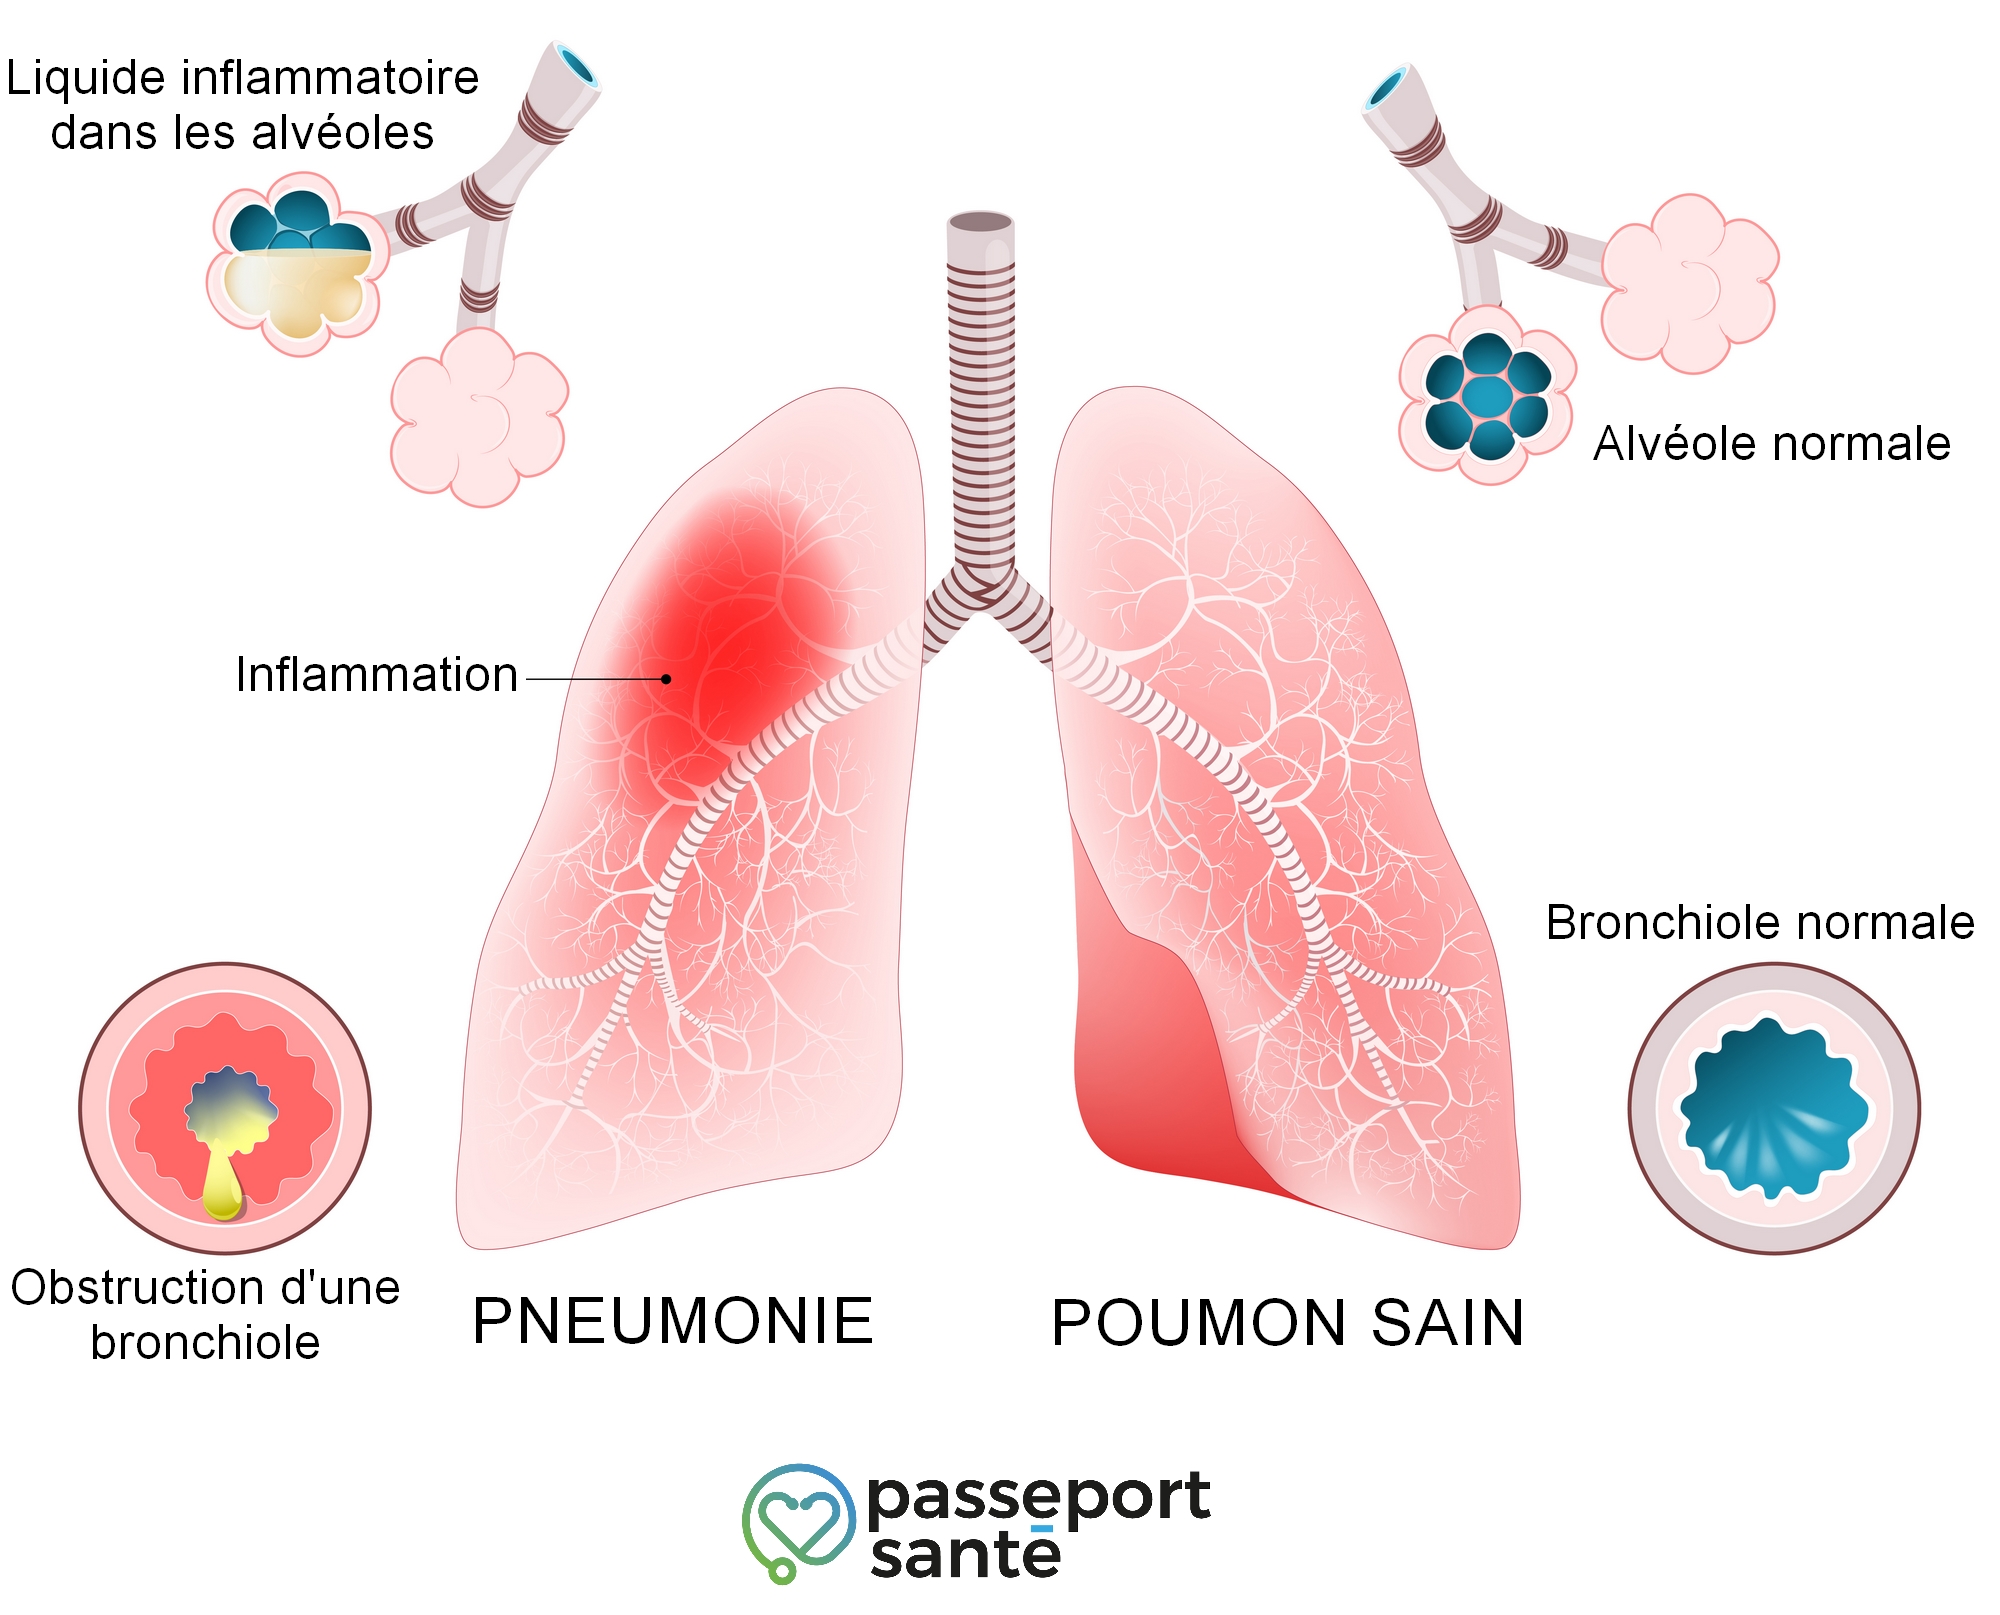 Liquide inflammatoire
dans les alvéoles
Alvéole normale
Inflammation
Bronchiole normale
Obstruction d'une
bronchiole
PNEUMONIE
POUMON SAIN
passeport
santé